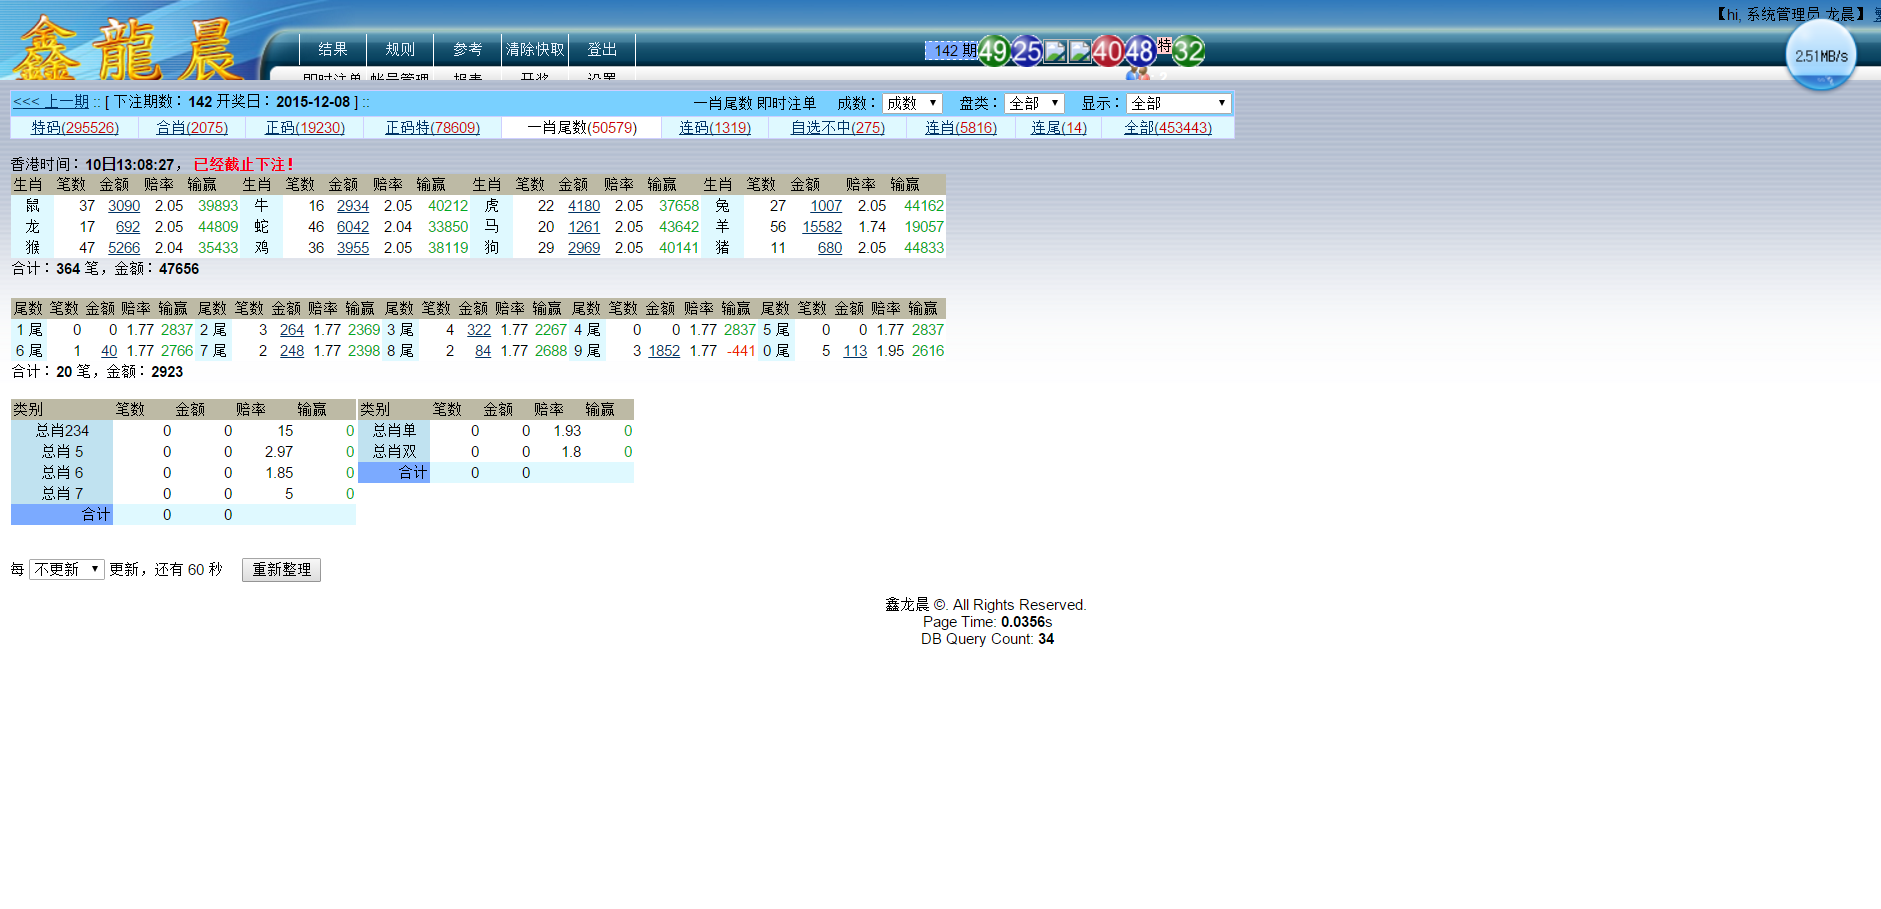 【hi, 系统管理员 龙晨】
鑫龍晨
结果 规则 参考 清除快取 登出
142 期 49 25 40 48 特 32
2.51MB/s
即时注单 帐号管理 报表 开奖 设置
<<< 上一期 :: [ 下注期数：142 开奖日：2015-12-08 ] ::
一肖尾数 即时注单 成数： 成数 盘类： 全部 显示： 全部
特码(295526) 合肖(2075) 正码(19230) 正码特(78609) 一肖尾数(50579) 连码(1319) 自选不中(275) 连肖(5816) 连尾(14) 全部(453443)
香港时间：10日13:08:27， 已经截止下注！
生肖 笔数 金额 赔率 输赢 生肖 笔数 金额 赔率 输赢 生肖 笔数 金额 赔率 输赢 生肖 笔数 金额 赔率 输赢
鼠 37 3090 2.05 39893 牛 16 2934 2.05 40212 虎 22 4180 2.05 37658 兔 27 1007 2.05 44162
龙 17 692 2.05 44809 蛇 46 6042 2.04 33850 马 20 1261 2.05 43642 羊 56 15582 1.74 19057
猴 47 5266 2.04 35433 鸡 36 3955 2.05 38119 狗 29 2969 2.05 40141 猪 11 680 2.05 44833
合计：364 笔，金额：47656
尾数 笔数 金额 赔率 输赢 尾数 笔数 金额 赔率 输赢 尾数 笔数 金额 赔率 输赢 尾数 笔数 金额 赔率 输赢 尾数 笔数 金额 赔率 输赢
1 尾 0 0 1.77 2837 2 尾 3 264 1.77 2369 3 尾 4 322 1.77 2267 4 尾 0 0 1.77 2837 5 尾 0 0 1.77 2837
6 尾 1 40 1.77 2766 7 尾 2 248 1.77 2398 8 尾 2 84 1.77 2688 9 尾 3 1852 1.77 -441 0 尾 5 113 1.95 2616
合计：20 笔，金额：2923
类别 笔数 金额 赔率 输赢 类别 笔数 金额 赔率 输赢
总肖234 0 0 15 0 总肖单 0 0 1.93 0
总肖 5 0 0 2.97 0 总肖双 0 0 1.8 0
总肖 6 0 0 1.85 0 合计 0 0
总肖 7 0 0 5 0
合计 0 0
每 不更新 更新，还有 60 秒 重新整理
鑫龙晨 ©. All Rights Reserved.
Page Time: 0.0356s
DB Query Count: 34